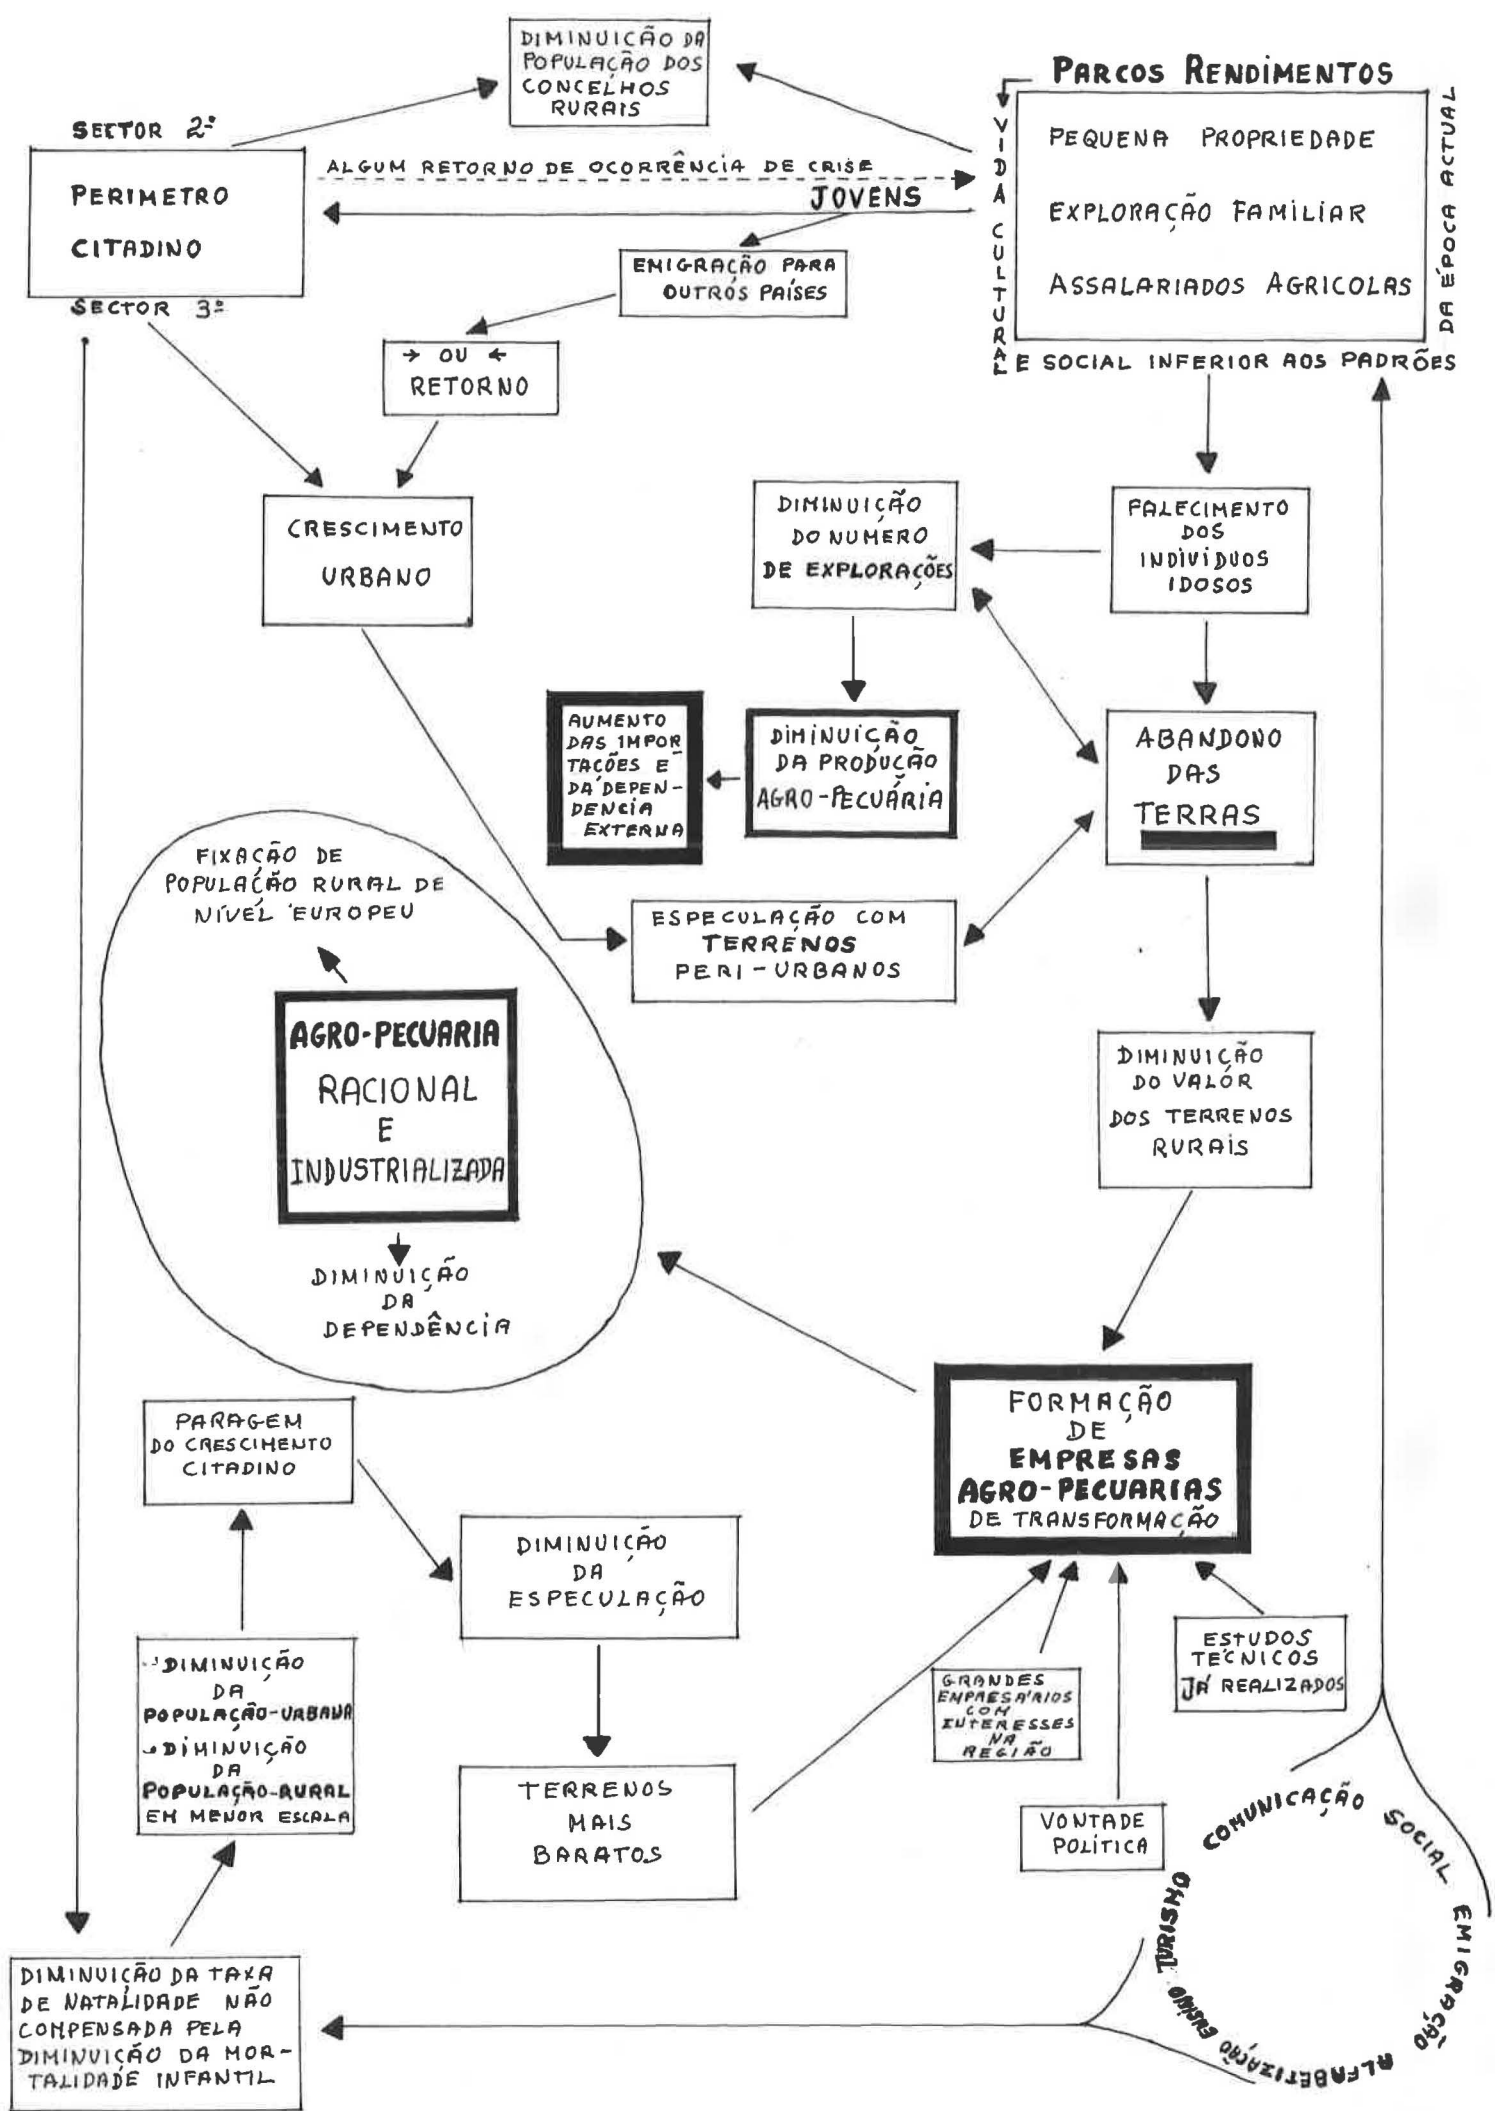 DIMINUIÇÃO DA
POPULAÇÃO DOS
CONCELHOS
RURAIS
PARCOS RENDIMENTOS
VIDA CULTURAL
E SOCIAL INFERIOR AOS PADRÕES
DA ÉPOCA ACTUAL
PEQUENA PROPRIEDADE
EXPLORAÇÃO FAMILIAR
ASSALARIADOS AGRICOLAS
SECTOR 2º
PERIMETRO
CITADINO
SECTOR 3º
ALGUM RETORNO DE OCORRÊNCIA DE CRISE
JOVENS
EMIGRAÇÃO PARA
OUTROS PAÍSES
→ OU ←
RETORNO
CRESCIMENTO
URBANO
DIMINUIÇÃO
DO NUMERO
DE EXPLORAÇÕES
FALECIMENTO
DOS
INDIVÍDUOS
IDOSOS
AUMENTO
DAS IMPOR
TAÇÕES E
DA DEPEN-
DENCIA
EXTERNA
DIMINUIÇÃO
DA PRODUÇÃO
AGRO-PECUÁRIA
ABANDONO
DAS
TERRAS
FIXAÇÃO DE
POPULAÇÃO RURAL DE
NÍVEL EUROPEU
ESPECULAÇÃO COM
TERRENOS
PERI-URBANOS
AGRO-PECUARIA
RACIONAL
E
INDUSTRIALIZADA
DIMINUIÇÃO
DA
DEPENDÊNCIA
DIMINUIÇÃO
DO VALOR
DOS TERRENOS
RURAIS
FORMAÇÃO
DE
EMPRESAS
AGRO-PECUARIAS
DE TRANSFORMAÇÃO
PARAGEM
DO CRESCIMENTO
CITADINO
DIMINUIÇÃO
DA
ESPECULAÇÃO
DIMINUIÇÃO
DA
POPULAÇÃO-URBANA
DIMINUIÇÃO
DA
POPULAÇÃO-RURAL
EM MENOR ESCALA
GRANDES
EMPRESÁRIOS
COM
INTERESSES
NA
REGIÃO
ESTUDOS
TÉCNICOS
JÁ REALIZADOS
TERRENOS
MAIS
BARATOS
VONTADE
POLÍTICA
COMUNICAÇÃO SOCIAL EMIGRAÇÃO ALFABETIZAÇÃO ENSINO TURISMO
DIMINUIÇÃO DA TAXA
DE NATALIDADE NÃO
COMPENSADA PELA
DIMINUIÇÃO DA MOR-
TALIDADE INFANTIL